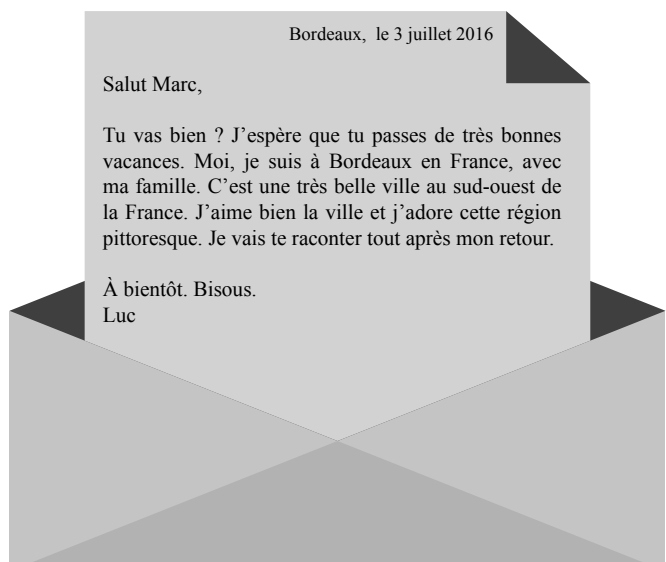 Bordeaux, le 3 juillet 2016
Salut Marc,
Tu vas bien ? J’espère que tu passes de très bonnes
vacances. Moi, je suis à Bordeaux en France, avec
ma famille. C’est une très belle ville au sud-ouest de
la France. J’aime bien la ville et j’adore cette région
pittoresque. Je vais te raconter tout après mon retour.
À bientôt. Bisous.
Luc